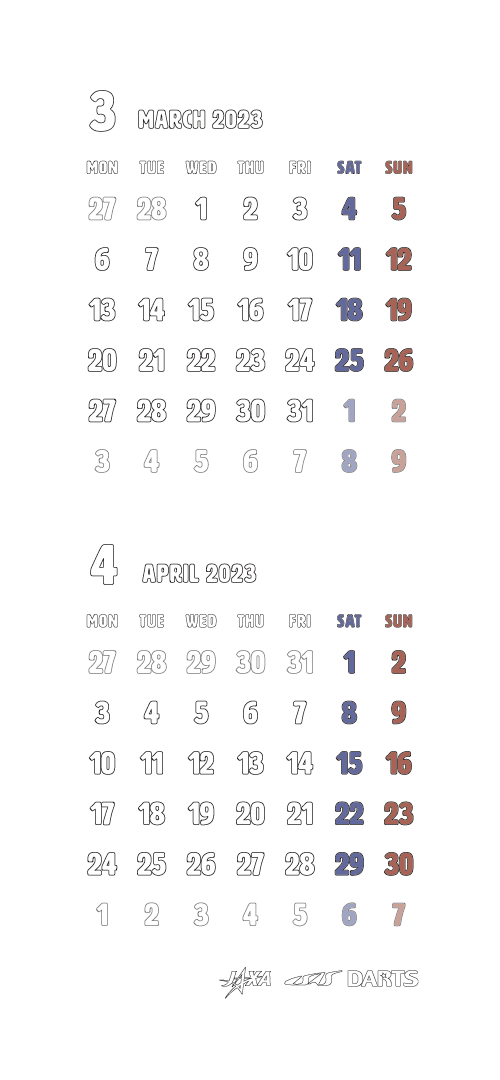 3 MARCH 2023
MON TUE WED THU FRI SAT SUN
27 28 1 2 3 4 5
6 7 8 9 10 11 12
13 14 15 16 17 18 19
20 21 22 23 24 25 26
27 28 29 30 31 1 2
3 4 5 6 7 8 9
4 APRIL 2023
MON TUE WED THU FRI SAT SUN
27 28 29 30 31 1 2
3 4 5 6 7 8 9
10 11 12 13 14 15 16
17 18 19 20 21 22 23
24 25 26 27 28 29 30
1 2 3 4 5 6 7
JAXA ISAS DARTS